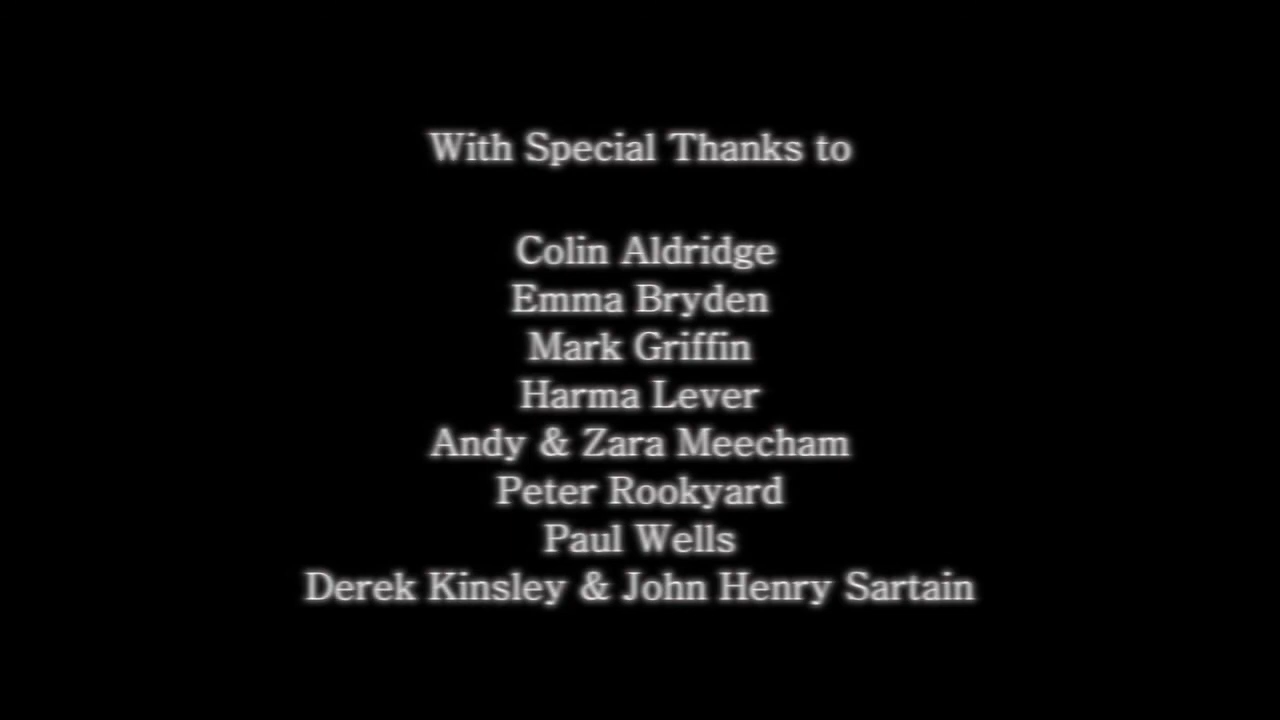 With Special Thanks to
Colin Aldridge
Emma Bryden
Mark Griffin
Harma Lever
Andy & Zara Meecham
Peter Rookyard
Paul Wells
Derek Kinsley & John Henry Sartain